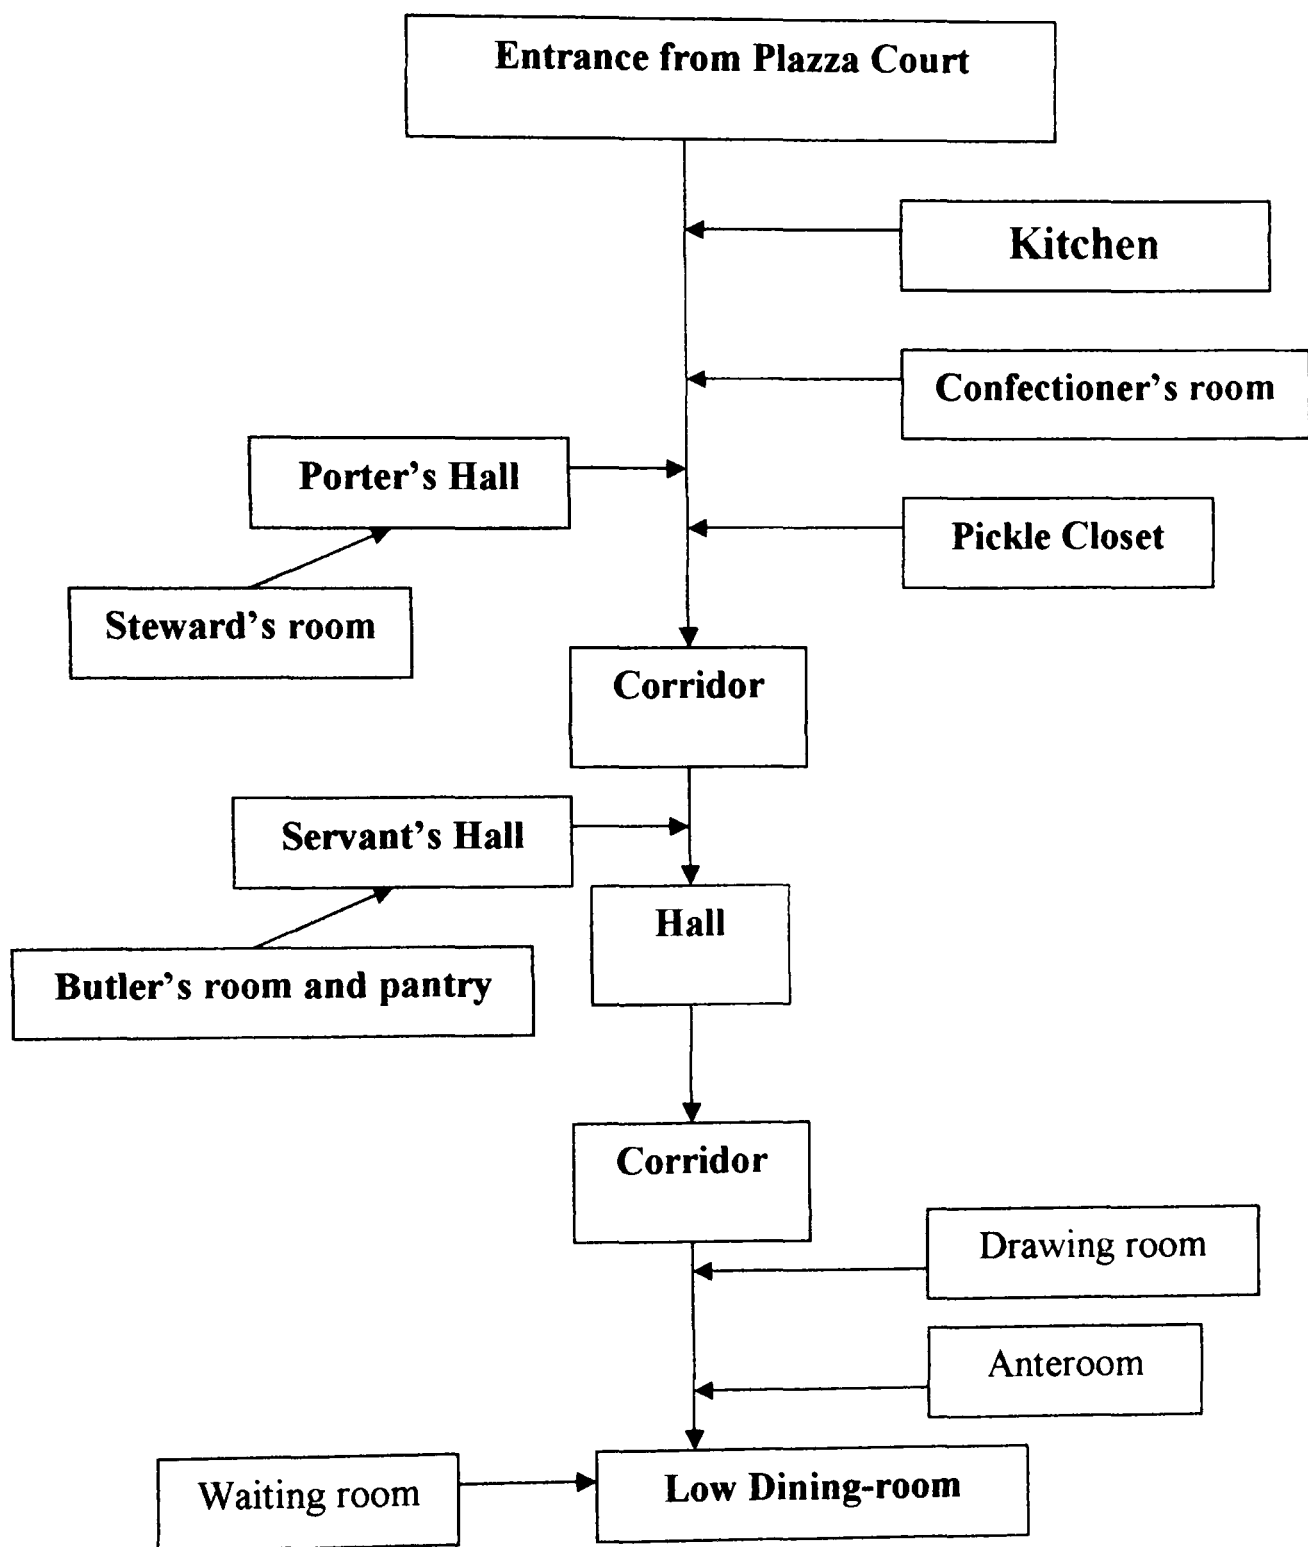 Entrance from Plazza Court
Kitchen
Confectioner’s room
Porter’s Hall
Pickle Closet
Steward’s room
Corridor
Servant’s Hall
Hall
Butler’s room and pantry
Corridor
Drawing room
Anteroom
Waiting room
Low Dining-room